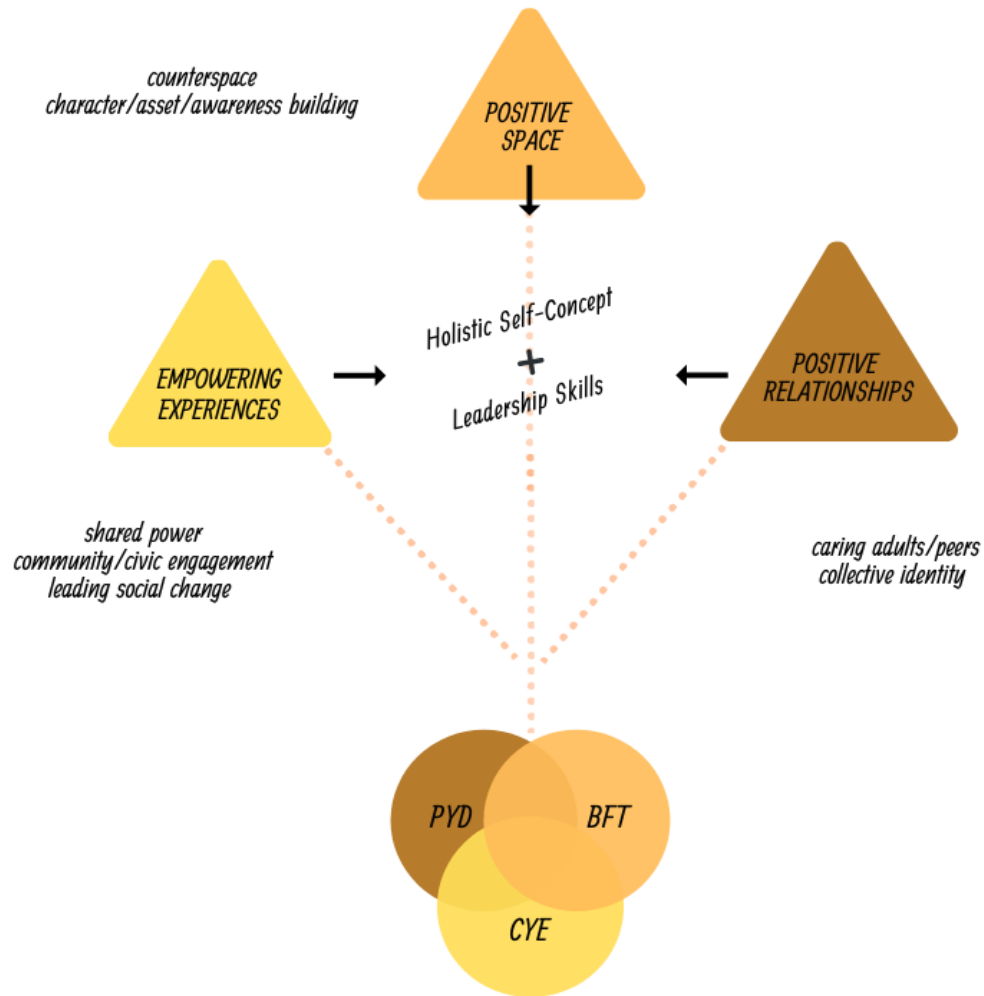 counterspace
character/asset/awareness building
POSITIVE
SPACE
Holistic Self-Concept
+
Leadership Skills
EMPOWERING
EXPERIENCES
POSITIVE
RELATIONSHIPS
shared power
community/civic engagement
leading social change
caring adults/peers
collective identity
PYD
BFT
CYE